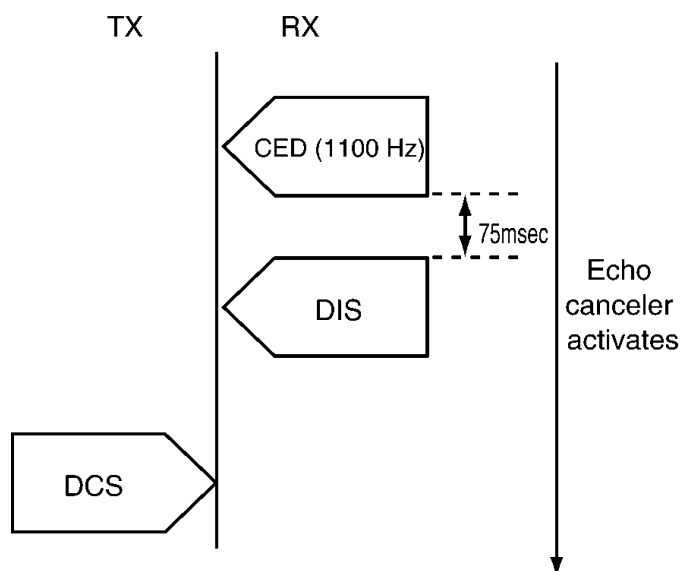 TX
RX
CED (1100 Hz)
75msec
DIS
Echo
canceler
activates
DCS